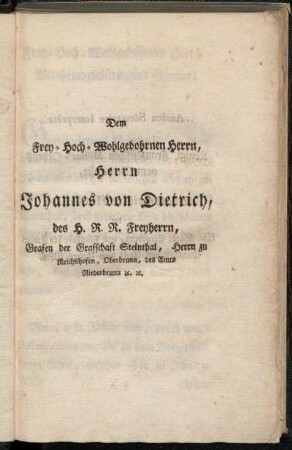 Dem
Frey-Hoch-Wohlgebohrnen Herrn,
Herrn
Johannes von Dietrich,
des H. R. R. Freyherrn,
Grafen der Grafschaft Steinthal, Herrn zu
Reichshofen, Oberbronn, des Amts
Niederbronn ꝛc. ꝛc.